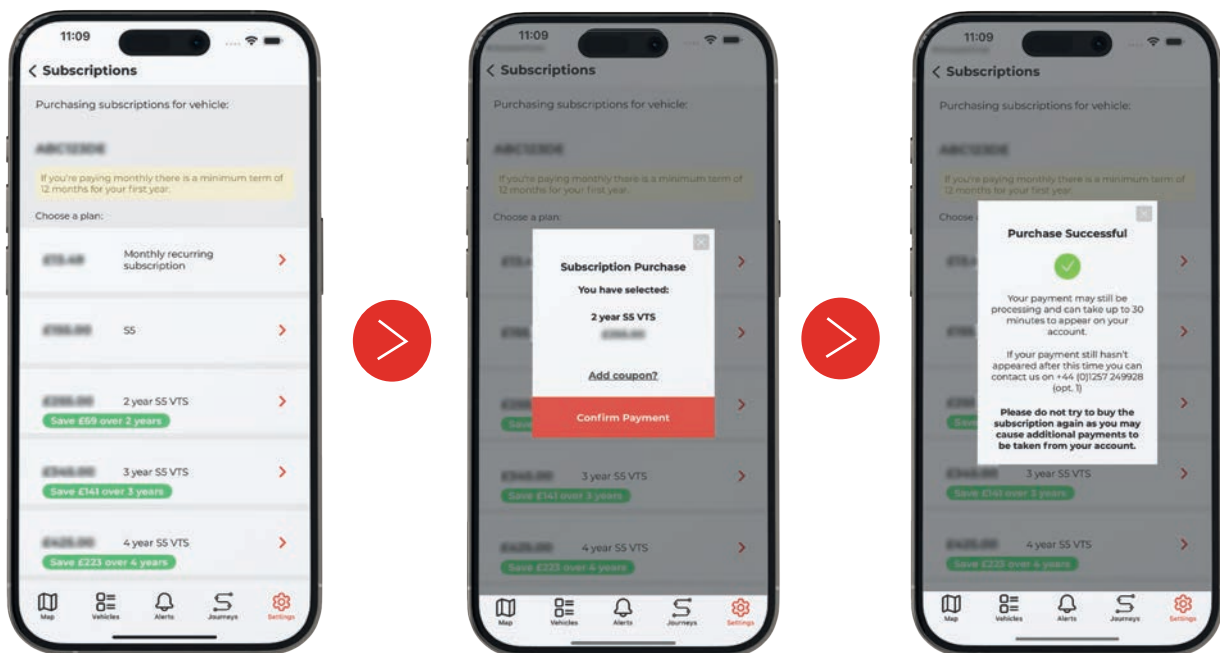 11:09
Subscriptions
Purchasing subscriptions for vehicle:
If you're paying monthly there is a minimum term of
12 months for your first year.
Choose a plan:
Monthly recurring
subscription
S5
2 year S5 VTS
Save £69 over 2 years
3 year S5 VTS
Save £141 over 3 years
4 year S5 VTS
Save £223 over 4 years
Map Vehicles Alerts Journeys Settings
11:09
Subscriptions
Purchasing subscriptions for vehicle:
If you're paying monthly there is a minimum term of
12 months for your first year.
Choose a plan:
Subscription Purchase
You have selected:
2 year S5 VTS
Add coupon?
Confirm Payment
3 year S5 VTS
Save £141 over 3 years
4 year S5 VTS
Save £223 over 4 years
Map Vehicles Alerts Journeys Settings
11:09
Subscriptions
Purchasing subscriptions for vehicle:
If you're paying monthly there is a minimum term of
12 months for your first year.
Choose
Purchase Successful
Your payment may still be
processing and can take up to 30
minutes to appear on your
account.
If your payment still hasn't
appeared after this time you can
contact us on +44 (0)1257 249928
(opt. 1)
Please do not try to buy the
subscription again as you may
cause additional payments to
be taken from your account.
3 year S5 VTS
Save £141 over 3 years
4 year S5 VTS
Save £223 over 4 years
Map Vehicles Alerts Journeys Settings